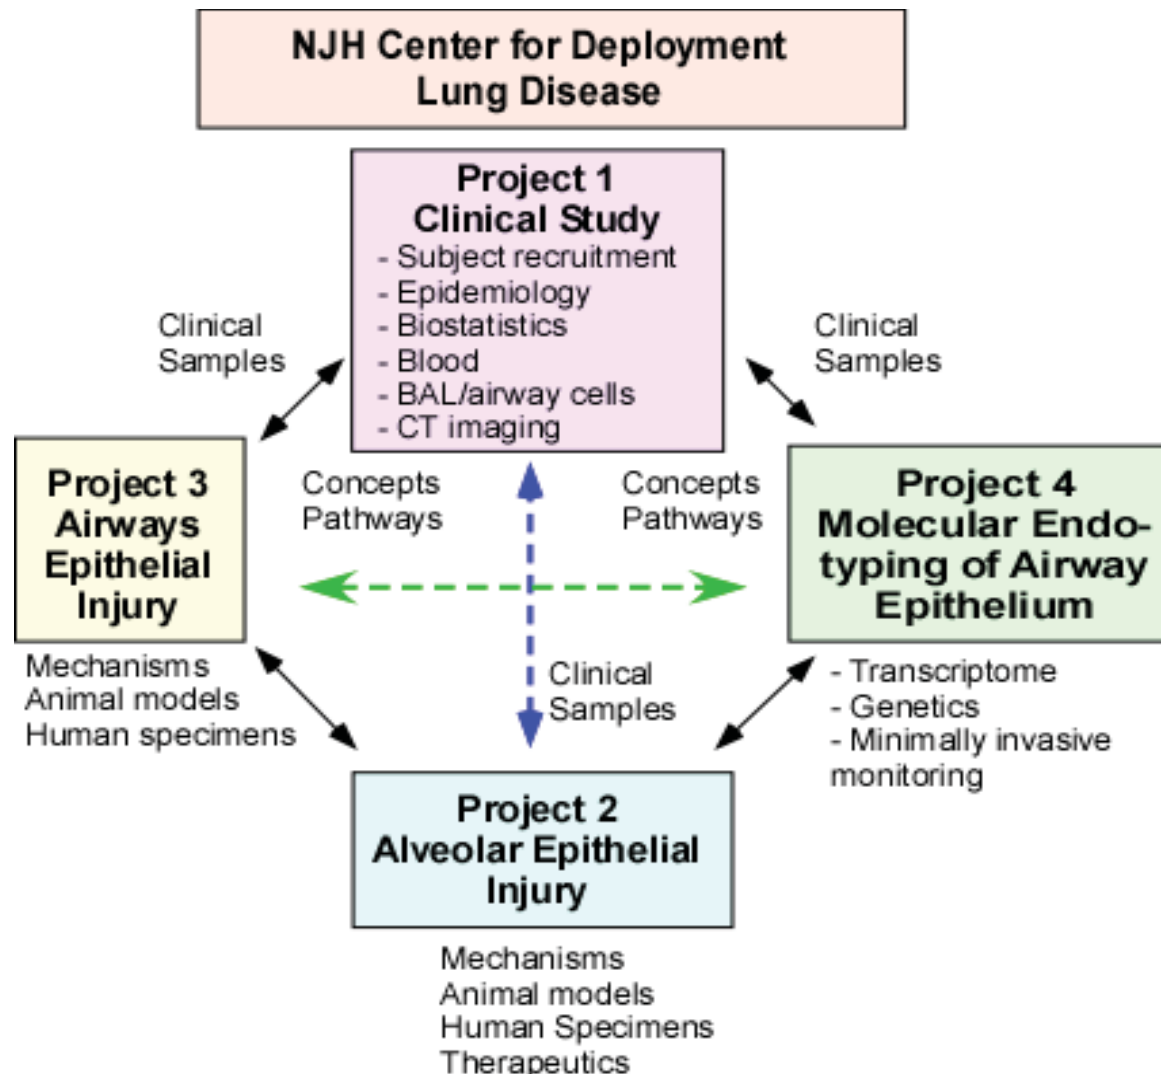 NJH Center for Deployment
Lung Disease
Project 1
Clinical Study
- Subject recruitment
- Epidemiology
- Biostatistics
- Blood
- BAL/airway cells
- CT imaging
Clinical
Samples
Clinical
Samples
Project 3
Airways
Epithelial
Injury
Concepts
Pathways
Concepts
Pathways
Project 4
Molecular Endo-
typing of Airway
Epithelium
Mechanisms
Animal models
Human specimens
Clinical
Samples
- Transcriptome
- Genetics
- Minimally invasive
monitoring
Project 2
Alveolar Epithelial
Injury
Mechanisms
Animal models
Human Specimens
Therapeutics